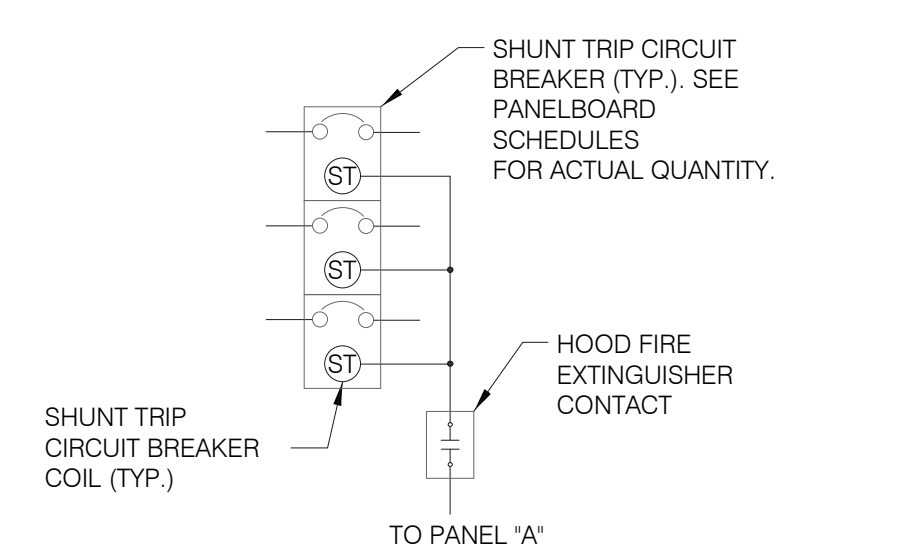 SHUNT TRIP CIRCUIT
BREAKER (TYP.). SEE
PANELBOARD
SCHEDULES
FOR ACTUAL QUANTITY.
ST
ST
ST
HOOD FIRE
EXTINGUISHER
CONTACT
SHUNT TRIP
CIRCUIT BREAKER
COIL (TYP.)
TO PANEL "A"